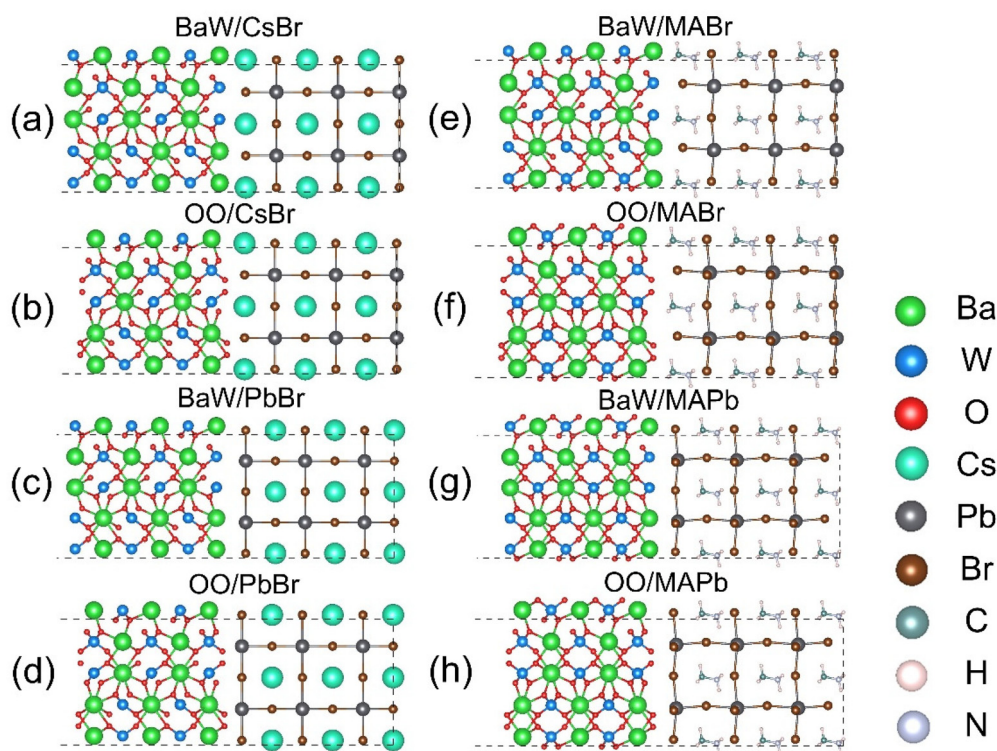 BaW/CsBr
(a)
OO/CsBr
(b)
BaW/PbBr
(c)
OO/PbBr
(d)
BaW/MABr
(e)
OO/MABr
(f)
BaW/MAPb
(g)
OO/MAPb
(h)
Ba
W
O
Cs
Pb
Br
C
H
N